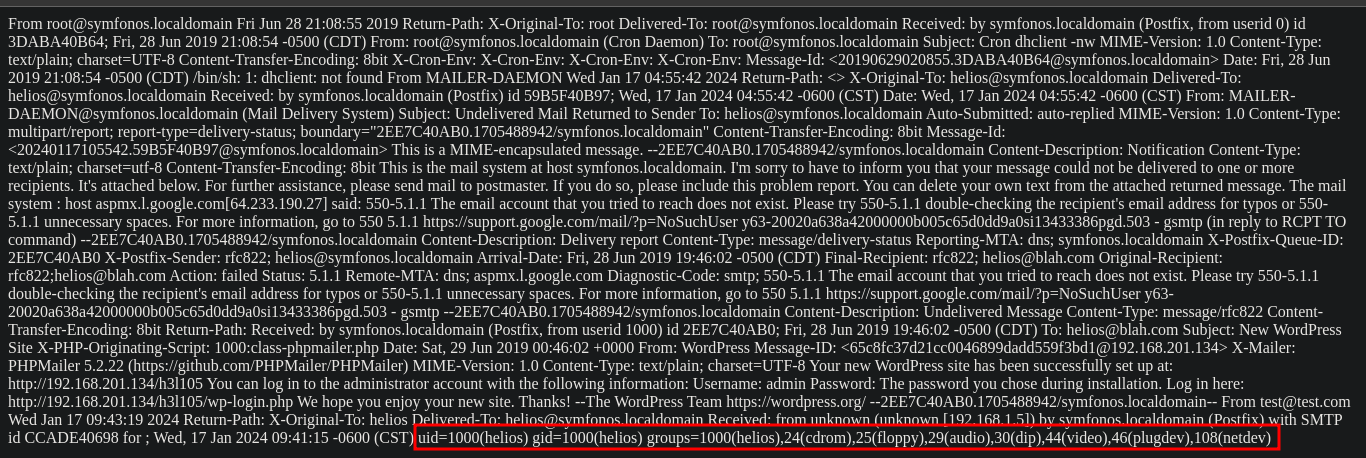 From root@symfonos.localdomain Fri Jun 28 21:08:55 2019 Return-Path: X-Original-To: root Delivered-To: root@symfonos.localdomain Received: by symfonos.localdomain (Postfix, from userid 0) id
3DABA40B64; Fri, 28 Jun 2019 21:08:54 -0500 (CDT) From: root@symfonos.localdomain (Cron Daemon) To: root@symfonos.localdomain Subject: Cron dhclient -nw MIME-Version: 1.0 Content-Type:
text/plain; charset=UTF-8 Content-Transfer-Encoding: 8bit X-Cron-Env: X-Cron-Env: X-Cron-Env: X-Cron-Env: Message-Id: <20190629020855.3DABA40B64@symfonos.localdomain> Date: Fri, 28 Jun
2019 21:08:54 -0500 (CDT) /bin/sh: 1: dhclient: not found From MAILER-DAEMON Wed Jan 17 04:55:42 2024 Return-Path: <> X-Original-To: helios@symfonos.localdomain Delivered-To:
helios@symfonos.localdomain Received: by symfonos.localdomain (Postfix) id 59B5F40B97; Wed, 17 Jan 2024 04:55:42 -0600 (CST) Date: Wed, 17 Jan 2024 04:55:42 -0600 (CST) From: MAILER-
DAEMON@symfonos.localdomain (Mail Delivery System) Subject: Undelivered Mail Returned to Sender To: helios@symfonos.localdomain Auto-Submitted: auto-replied MIME-Version: 1.0 Content-Type:
multipart/report; report-type=delivery-status; boundary="2EE7C40AB0.1705488942/symfonos.localdomain" Content-Transfer-Encoding: 8bit Message-Id:
<20240117105542.59B5F40B97@symfonos.localdomain> This is a MIME-encapsulated message. --2EE7C40AB0.1705488942/symfonos.localdomain Content-Description: Notification Content-Type:
text/plain; charset=utf-8 Content-Transfer-Encoding: 8bit This is the mail system at host symfonos.localdomain. I'm sorry to have to inform you that your message could not be delivered to one or more
recipients. It's attached below. For further assistance, please send mail to postmaster. If you do so, please include this problem report. You can delete your own text from the attached returned message. The mail
system : host aspmx.l.google.com[64.233.190.27] said: 550-5.1.1 The email account that you tried to reach does not exist. Please try 550-5.1.1 double-checking the recipient's email address for typos or 550-
5.1.1 unnecessary spaces. For more information, go to 550 5.1.1 https://support.google.com/mail/?p=NoSuchUser y63-20020a638a42000000b005c65d0dd9a0si13433386pgd.503 - gsmtp (in reply to RCPT TO
command) --2EE7C40AB0.1705488942/symfonos.localdomain Content-Description: Delivery report Content-Type: message/delivery-status Reporting-MTA: dns; symfonos.localdomain X-Postfix-Queue-ID:
2EE7C40AB0 X-Postfix-Sender: rfc822; helios@symfonos.localdomain Arrival-Date: Fri, 28 Jun 2019 19:46:02 -0500 (CDT) Final-Recipient: rfc822; helios@blah.com Original-Recipient:
rfc822;helios@blah.com Action: failed Status: 5.1.1 Remote-MTA: dns; aspmx.l.google.com Diagnostic-Code: smtp; 550-5.1.1 The email account that you tried to reach does not exist. Please try 550-5.1.1
double-checking the recipient's email address for typos or 550-5.1.1 unnecessary spaces. For more information, go to 550 5.1.1 https://support.google.com/mail/?p=NoSuchUser y63-
20020a638a42000000b005c65d0dd9a0si13433386pgd.503 - gsmtp --2EE7C40AB0.1705488942/symfonos.localdomain Content-Description: Undelivered Message Content-Type: message/rfc822 Content-
Transfer-Encoding: 8bit Return-Path: Received: by symfonos.localdomain (Postfix, from userid 1000) id 2EE7C40AB0; Fri, 28 Jun 2019 19:46:02 -0500 (CDT) To: helios@blah.com Subject: New WordPress
Site X-PHP-Originating-Script: 1000:class-phpmailer.php Date: Sat, 29 Jun 2019 00:46:02 +0000 From: WordPress Message-ID: <65c8fc37d21cc0046899dadd559f3bd1@192.168.201.134> X-Mailer:
PHPMailer 5.2.22 (https://github.com/PHPMailer/PHPMailer) MIME-Version: 1.0 Content-Type: text/plain; charset=UTF-8 Your new WordPress site has been successfully set up at:
http://192.168.201.134/h3l105 You can log in to the administrator account with the following information: Username: admin Password: The password you chose during installation. Log in here:
http://192.168.201.134/h3l105/wp-login.php We hope you enjoy your new site. Thanks! --The WordPress Team https://wordpress.org/ --2EE7C40AB0.1705488942/symfonos.localdomain-- From test@test.com
Wed Jan 17 09:43:19 2024 Return-Path: X-Original-To: helios Delivered-To: helios@symfonos.localdomain Received: from unknown (unknown [192.168.1.5]) by symfonos.localdomain (Postfix) with SMTP
id CCADE40698 for ; Wed, 17 Jan 2024 09:41:15 -0600 (CST) uid=1000(helios) gid=1000(helios) groups=1000(helios),24(cdrom),25(floppy),29(audio),30(dip),44(video),46(plugdev),108(netdev)